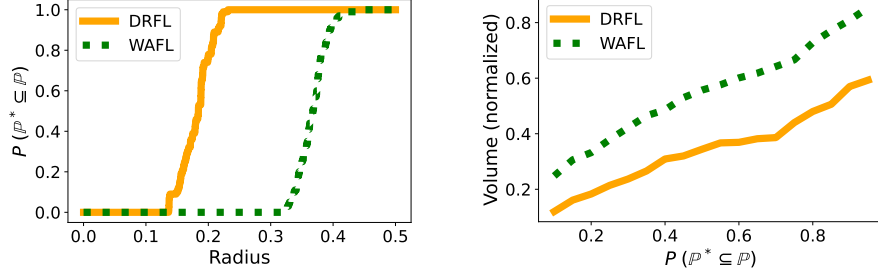 P (ℙ* ⊆ ℙ)
1.0
0.8
0.6
0.4
0.2
0.0
DRFL
WAFL
0.0 0.1 0.2 0.3 0.4 0.5
Radius
Volume (normalized)
0.8
0.6
0.4
0.2
DRFL
WAFL
0.2 0.4 0.6 0.8
P (ℙ* ⊆ ℙ)